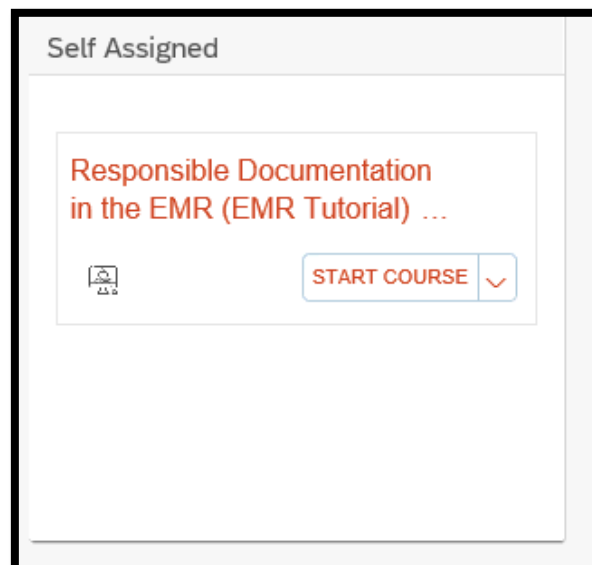 Self Assigned
Responsible Documentation
in the EMR (EMR Tutorial) ...
START COURSE